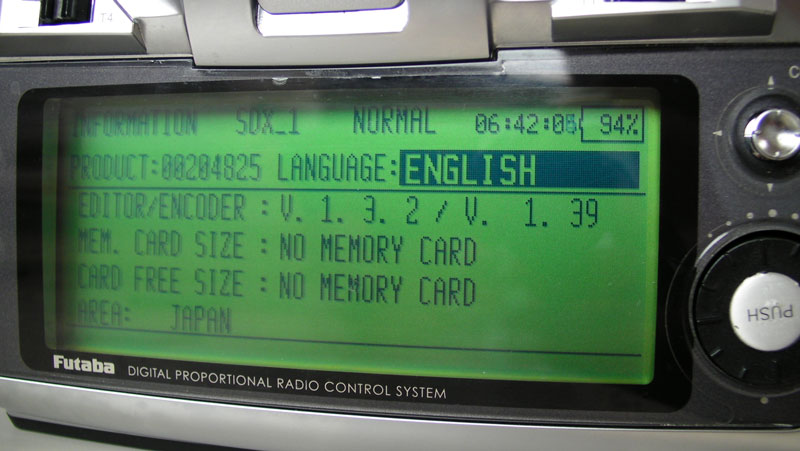 T4
INFORMATION SDX_1 NORMAL 06:42:05 94%
PRODUCT:00204825 LANGUAGE:ENGLISH
EDITOR/ENCODER : V. 1. 3. 2 / V. 1. 39
MEM. CARD SIZE : NO MEMORY CARD
CARD FREE SIZE : NO MEMORY CARD
AREA: JAPAN
Futaba DIGITAL PROPORTIONAL RADIO CONTROL SYSTEM
PUSH